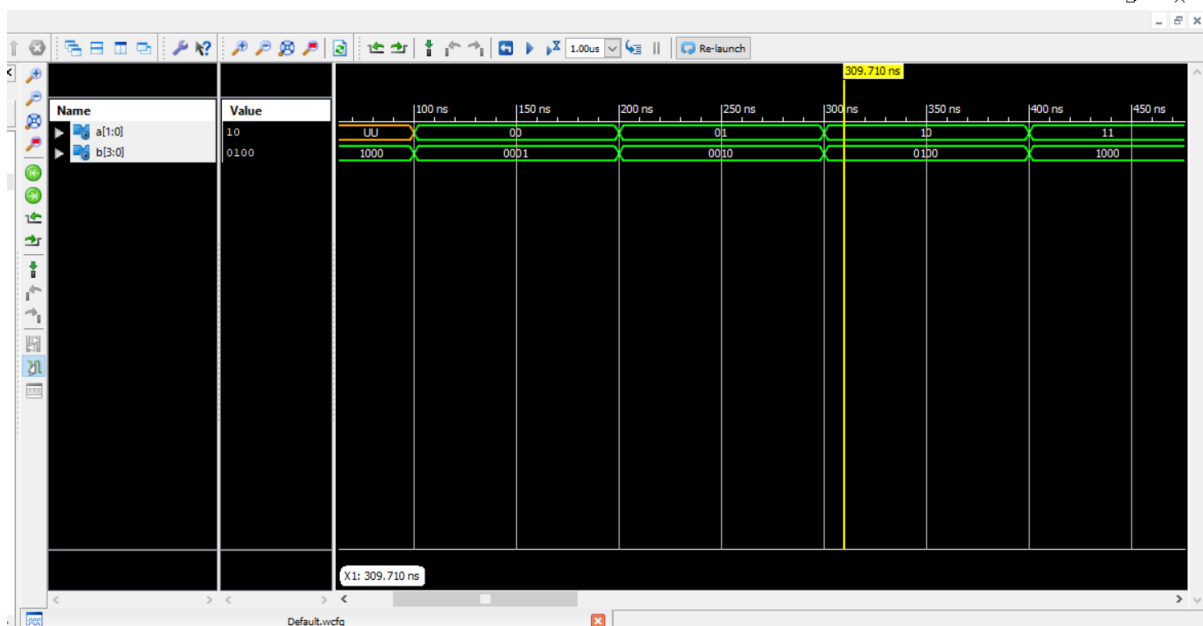 1.00us Re-launch
309.710 ns
Name Value
100 ns 150 ns 200 ns 250 ns 300 ns 350 ns 400 ns 450 ns
a[1:0] 10 UU 00 01 10 11
b[3:0] 0100 1000 0001 0010 0100 1000
X1: 309.710 ns
Default.wcfg